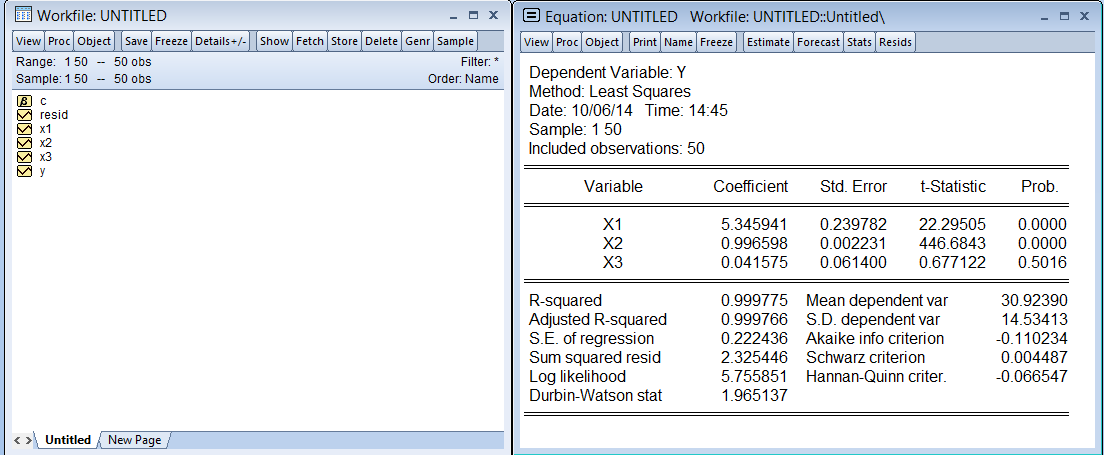 Workfile: UNTITLED
View Proc Object Save Freeze Details+/- Show Fetch Store Delete Genr Sample
Range: 1 50 -- 50 obs Filter: *
Sample: 1 50 -- 50 obs Order: Name
β c
resid
x1
x2
x3
y
Untitled New Page
Equation: UNTITLED Workfile: UNTITLED::Untitled\
View Proc Object Print Name Freeze Estimate Forecast Stats Resids
Dependent Variable: Y
Method: Least Squares
Date: 10/06/14 Time: 14:45
Sample: 1 50
Included observations: 50
Variable Coefficient Std. Error t-Statistic Prob.
X1 5.345941 0.239782 22.29505 0.0000
X2 0.996598 0.002231 446.6843 0.0000
X3 0.041575 0.061400 0.677122 0.5016
R-squared 0.999775 Mean dependent var 30.92390
Adjusted R-squared 0.999766 S.D. dependent var 14.53413
S.E. of regression 0.222436 Akaike info criterion -0.110234
Sum squared resid 2.325446 Schwarz criterion 0.004487
Log likelihood 5.755851 Hannan-Quinn criter. -0.066547
Durbin-Watson stat 1.965137